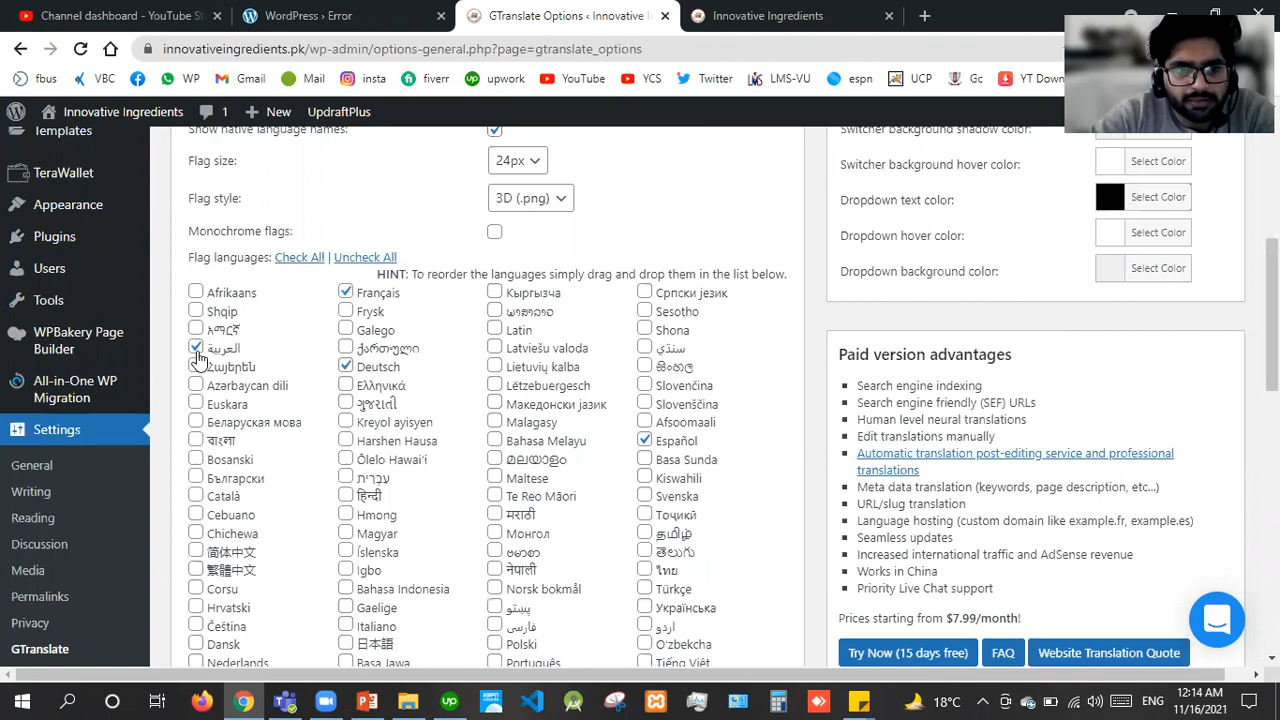 Channel dashboard - YouTube St
WordPress › Error
GTranslate Options ‹ Innovative I
Innovative Ingredients
innovativeingredients.pk/wp-admin/options-general.php?page=gtranslate_options
fbus VBC WP Gmail Mail insta fiverr upwork YouTube YCS Twitter LMS-VU espn UCP Gc YT Down
Innovative Ingredients 1 New UpdraftPlus
Templates
TeraWallet
Appearance
Plugins
Users
Tools
WPBakery Page
Builder
All-in-One WP
Migration
Settings
General
Writing
Reading
Discussion
Media
Permalinks
Privacy
GTranslate
Show native language names:
Flag size: 24px
Flag style: 3D (.png)
Monochrome flags:
Flag languages: Check All | Uncheck All
HINT: To reorder the languages simply drag and drop them in the list below.
Afrikaans Français Кыргызча Српски језик
Shqip Frysk ພາສາລາວ Sesotho
አማርኛ Galego Latin Shona
العربية ქართული Latviešu valoda سنڌي
Հայերեն Deutsch Lietuvių kalba සිංහල
Azərbaycan dili Ελληνικά Lëtzebuergesch Slovenčina
Euskara ગુજરાતી Македонски јазик Slovenščina
Беларуская мова Kreyol ayisyen Malagasy Afsoomaali
বাংলা Harshen Hausa Bahasa Melayu Español
Bosanski Ōlelo Hawaiʻi മലയാളം Basa Sunda
Български עִבְרִית Maltese Kiswahili
Català हिन्दी Te Reo Māori Svenska
Cebuano Hmong मराठी Тоҷикӣ
Chichewa Magyar Монгол தமிழ்
简体中文 Íslenska ဗမာစာ తెలుగు
繁體中文 Igbo नेपाली ไทย
Corsu Bahasa Indonesia Norsk bokmål Türkçe
Hrvatski Gaelige پښتو Українська
Čeština Italiano فارسی اردو
Dansk 日本語 Polski O'zbekcha
Nederlands Basa Jawa Português Tiếng Việt
Switcher background shadow color:
Switcher background hover color: Select Color
Dropdown text color: Select Color
Dropdown hover color: Select Color
Dropdown background color: Select Color
Paid version advantages
Search engine indexing
Search engine friendly (SEF) URLs
Human level neural translations
Edit translations manually
Automatic translation post-editing service and professional
translations
Meta data translation (keywords, page description, etc...)
URL/slug translation
Language hosting (custom domain like example.fr, example.es)
Seamless updates
Increased international traffic and AdSense revenue
Works in China
Priority Live Chat support
Prices starting from $7.99/month!
Try Now (15 days free) FAQ Website Translation Quote
18°C ENG 12:14 AM
11/16/2021